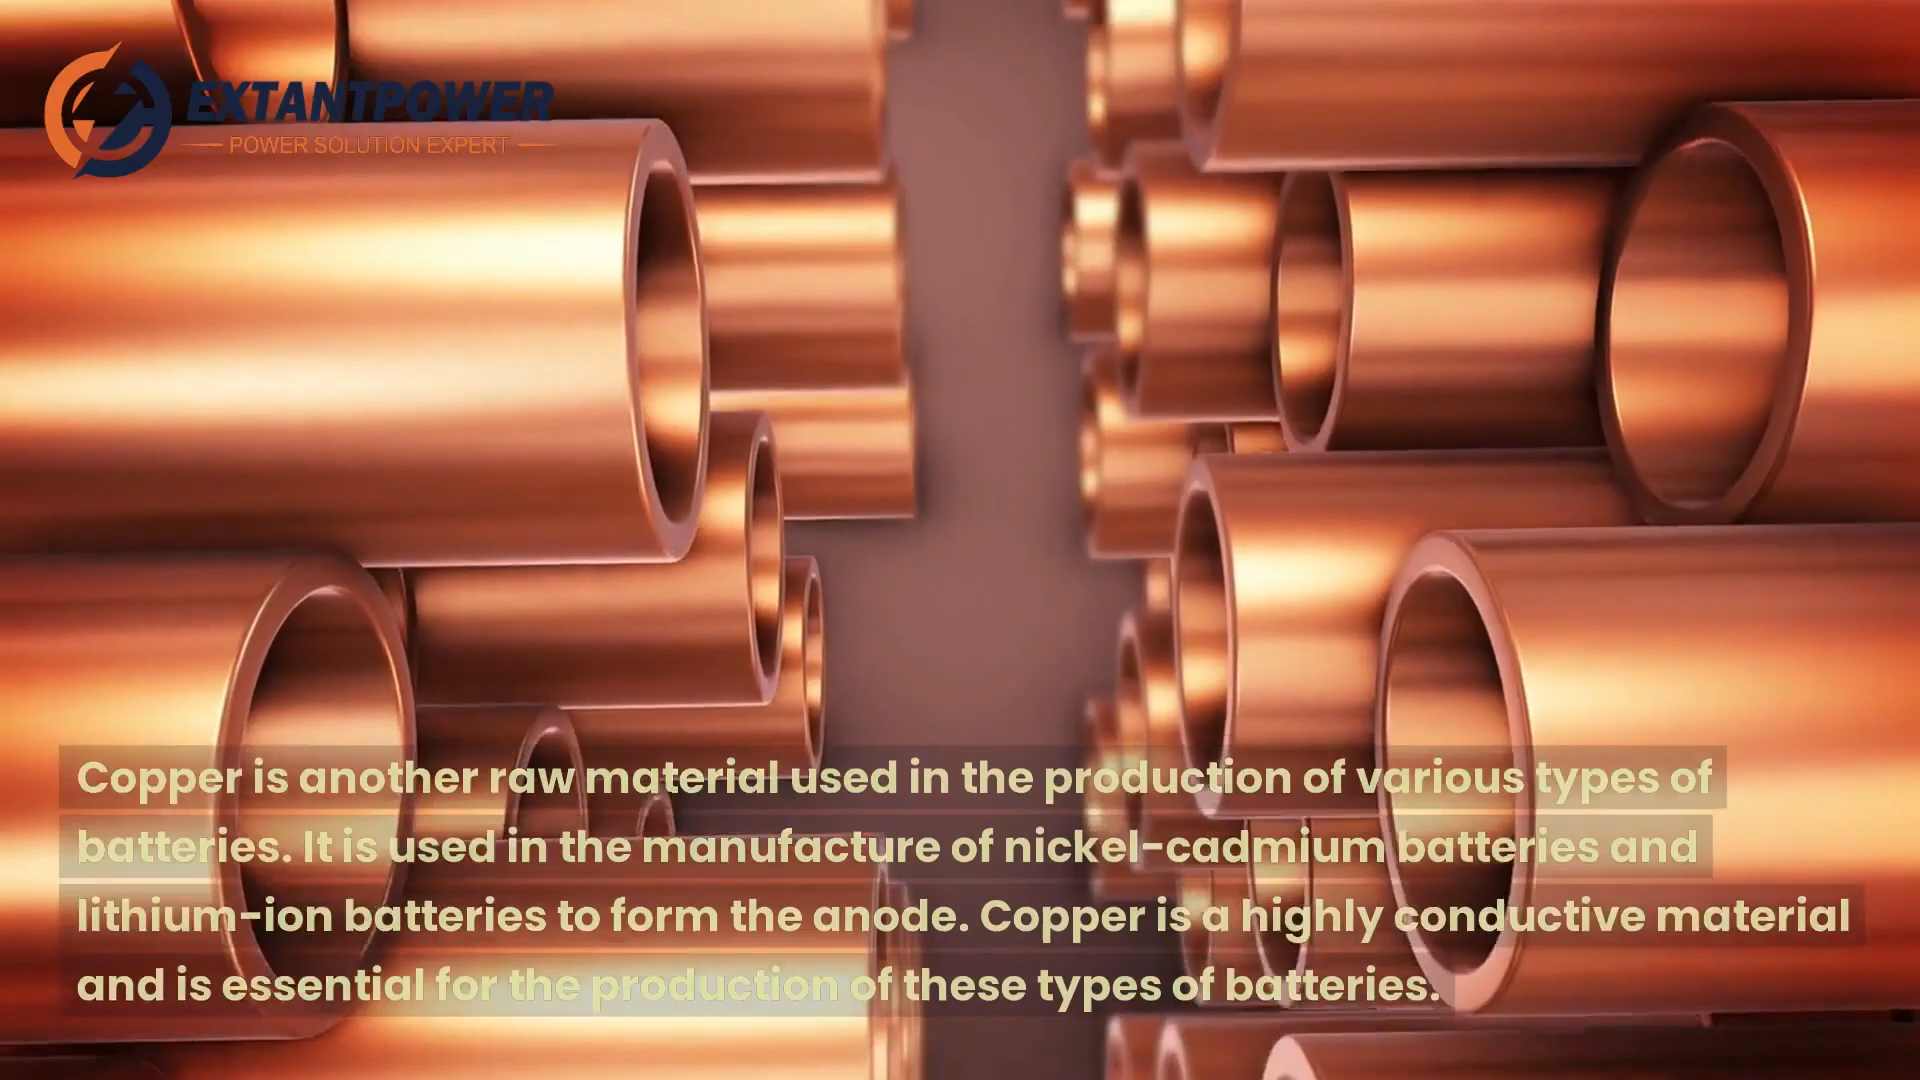 EXTANTPOWER
POWER SOLUTION EXPERT
Copper is another raw material used in the production of various types of
batteries. It is used in the manufacture of nickel-cadmium batteries and
lithium-ion batteries to form the anode. Copper is a highly conductive material
and is essential for the production of these types of batteries.